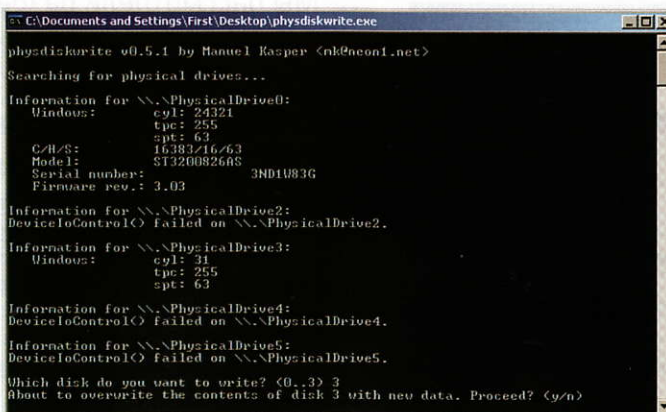 C:\Documents and Settings\First\Desktop\physdiskwrite.exe
physdiskwrite v0.5.1 by Manuel Kasper <mk@neon1.net>
Searching for physical drives...
Information for \\.\PhysicalDrive0:
Windows: cyl: 24321
tpc: 255
spt: 63
C/H/S: 16383/16/63
Model: ST3200826AS
Serial number: 3ND1W83G
Firmware rev.: 3.03
Information for \\.\PhysicalDrive2:
DeviceIoControl() failed on \\.\PhysicalDrive2.
Information for \\.\PhysicalDrive3:
Windows: cyl: 31
tpc: 255
spt: 63
Information for \\.\PhysicalDrive4:
DeviceIoControl() failed on \\.\PhysicalDrive4.
Information for \\.\PhysicalDrive5:
DeviceIoControl() failed on \\.\PhysicalDrive5.
Which disk do you want to write? (0..3) 3
About to overwrite the contents of disk 3 with new data. Proceed? (y/n)